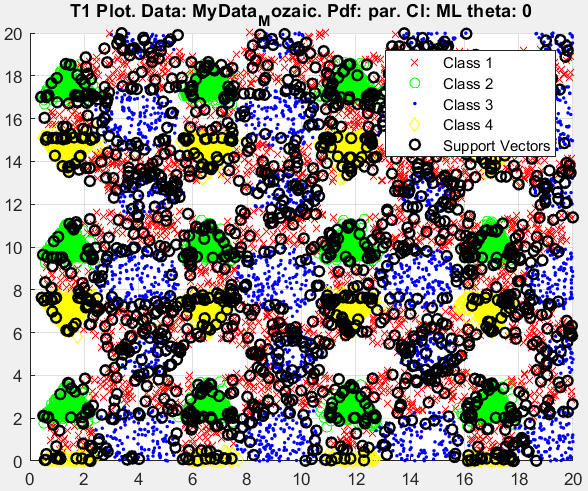 T1 Plot. Data: MyData_Mozaic. Pdf: par. Cl: ML theta: 0
20
18
16
14
12
10
8
6
4
2
0
Class 1
Class 2
Class 3
Class 4
Support Vectors
0 2 4 6 8 10 12 14 16 18 20